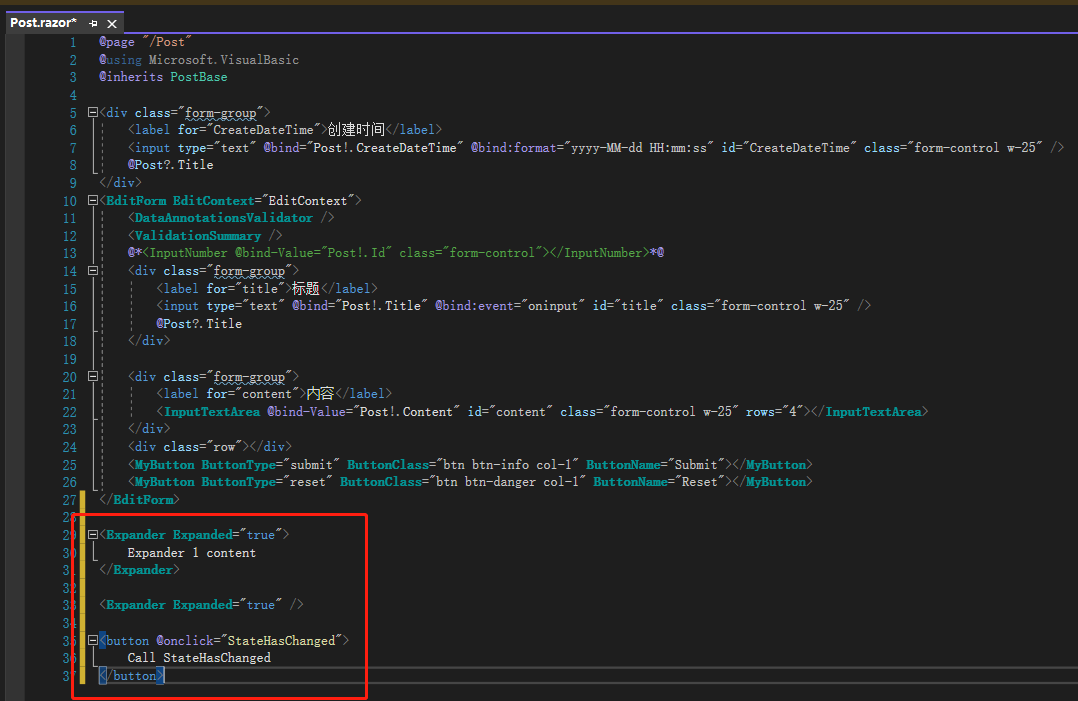 Post.razor*
1 @page "/Post"
2 @using Microsoft.VisualBasic
3 @inherits PostBase
4
5 <div class="form-group">
6 <label for="CreateDateTime">创建时间</label>
7 <input type="text" @bind="Post!.CreateDateTime" @bind:format="yyyy-MM-dd HH:mm:ss" id="CreateDateTime" class="form-control w-25" />
8 @Post?.Title
9 </div>
10 <EditForm EditContext="EditContext">
11 <DataAnnotationsValidator />
12 <ValidationSummary />
13 @*<InputNumber @bind-Value="Post!.Id" class="form-control"></InputNumber>*@
14 <div class="form-group">
15 <label for="title">标题</label>
16 <input type="text" @bind="Post!.Title" @bind:event="oninput" id="title" class="form-control w-25" />
17 @Post?.Title
18 </div>
19
20 <div class="form-group">
21 <label for="content">内容</label>
22 <InputTextArea @bind-Value="Post!.Content" id="content" class="form-control w-25" rows="4"></InputTextArea>
23 </div>
24 <div class="row"></div>
25 <MyButton ButtonType="submit" ButtonClass="btn btn-info col-1" ButtonName="Submit"></MyButton>
26 <MyButton ButtonType="reset" ButtonClass="btn btn-danger col-1" ButtonName="Reset"></MyButton>
27 </EditForm>
28
29 <Expander Expanded="true">
30 Expander 1 content
31 </Expander>
32
33 <Expander Expanded="true" />
34
35 <button @onclick="StateHasChanged">
36 Call StateHasChanged
37 </button>